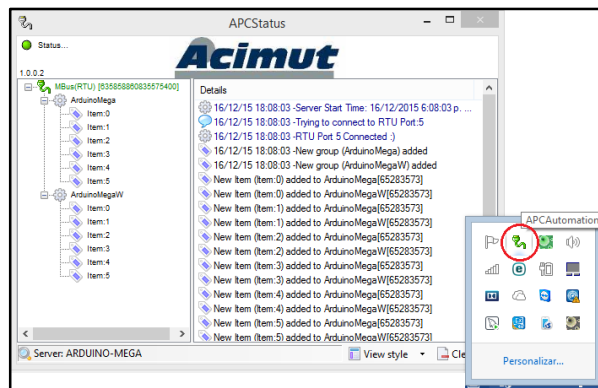 APCStatus
Status...
Acimut
1.0.0.2
MBus(RTU) [635858860835575400]
ArduinoMega
Item:0
Item:1
Item:2
Item:3
Item:4
Item:5
ArduinoMegaW
Item:0
Item:1
Item:2
Item:3
Item:4
Item:5
Details
16/12/15 18:08:03 -Server Start Time: 16/12/2015 6:08:03 p. ...
16/12/15 18:08:03 -Trying to connect to RTU Port:5
16/12/15 18:08:03 -RTU Port 5 Connected :)
16/12/15 18:08:03 -New group (ArduinoMega) added
16/12/15 18:08:03 -New group (ArduinoMegaW) added
New Item (Item:0) added to ArduinoMega[65283573]
New Item (Item:0) added to ArduinoMegaW[65283573]
New Item (Item:1) added to ArduinoMega[65283573]
New Item (Item:1) added to ArduinoMegaW[65283573]
New Item (Item:2) added to ArduinoMega[65283573]
New Item (Item:2) added to ArduinoMegaW[65283573]
New Item (Item:3) added to ArduinoMega[65283573]
New Item (Item:3) added to ArduinoMegaW[65283573]
New Item (Item:4) added to ArduinoMega[65283573]
New Item (Item:4) added to ArduinoMegaW[65283573]
New Item (Item:5) added to ArduinoMega[65283573]
New Item (Item:5) added to ArduinoMegaW[65283573]
Server: ARDUINO-MEGA
View style
Cle
APCAutomation
Personalizar...